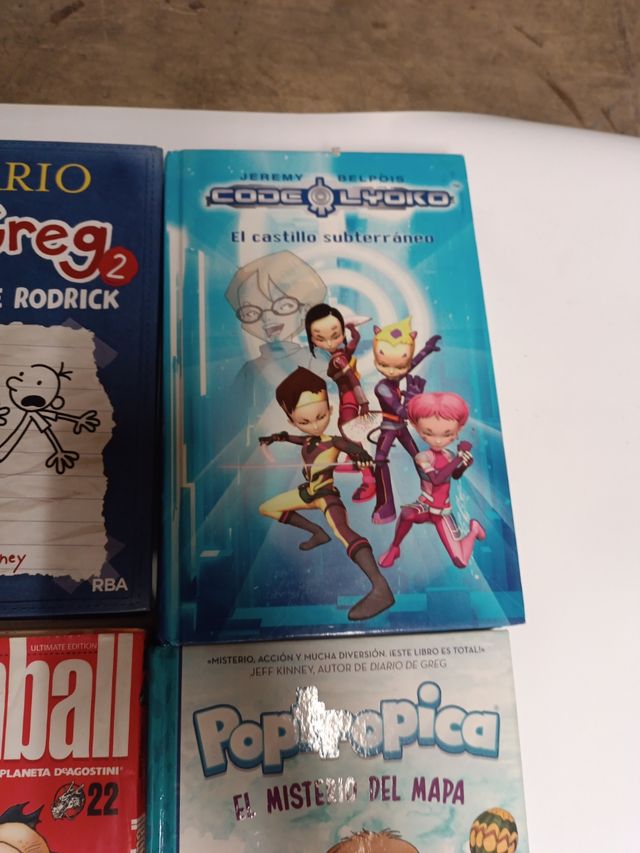 ARIO
Greg 2
RODRICK
ney
RBA
JEREMY BELPOIS
CODE LYOKO
El castillo subterráneo
ULTIMATE EDITION
ball
PLANETA DEAGOSTINI
22
«MISTERIO, ACCIÓN Y MUCHA DIVERSIÓN. ¡ESTE LIBRO ES TOTAL!»
JEFF KINNEY, AUTOR DE DIARIO DE GREG
Poptropica
EL MISTERIO DEL MAPA